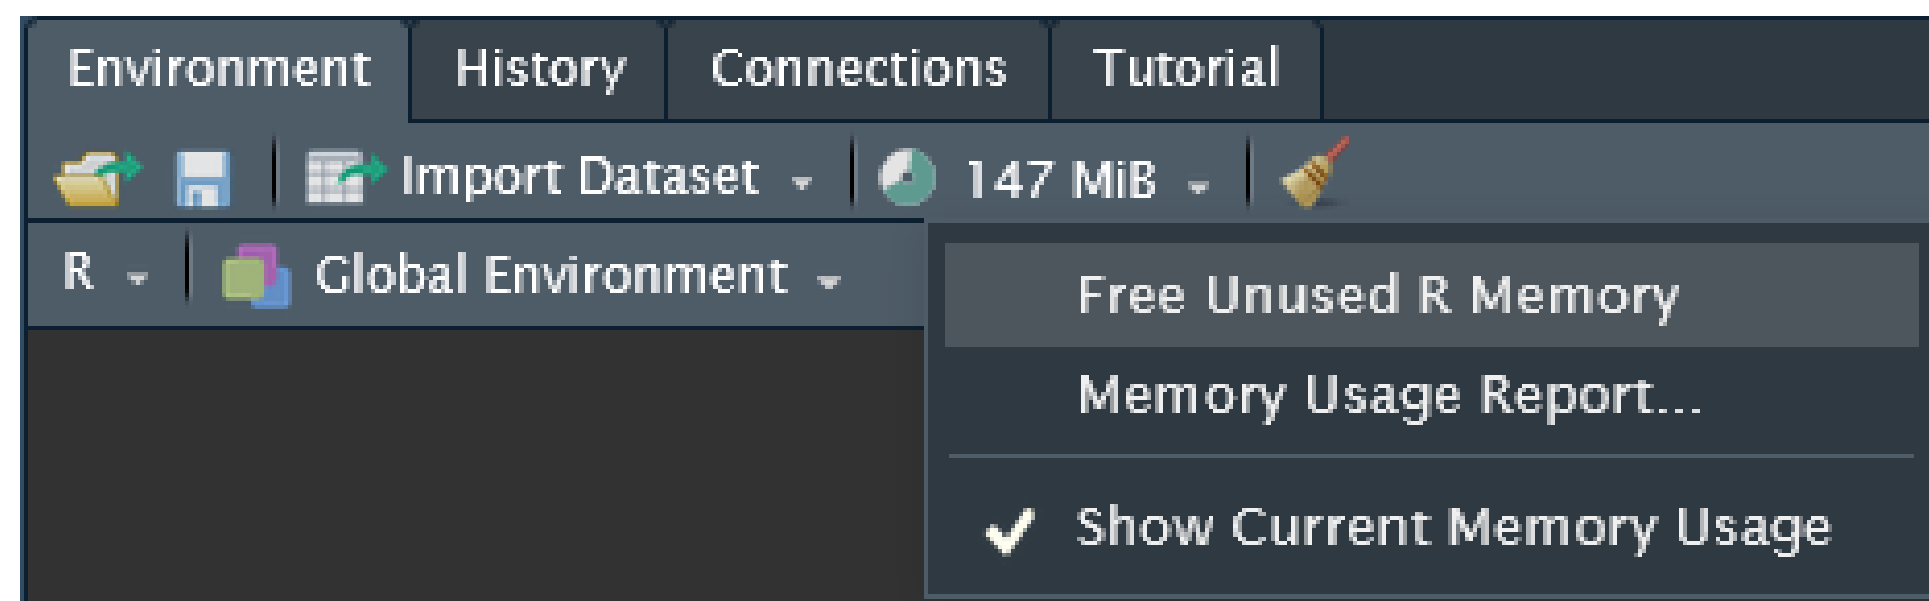 Environment History Connections Tutorial
Import Dataset 147 MiB
R Global Environment
Free Unused R Memory
Memory Usage Report...
Show Current Memory Usage